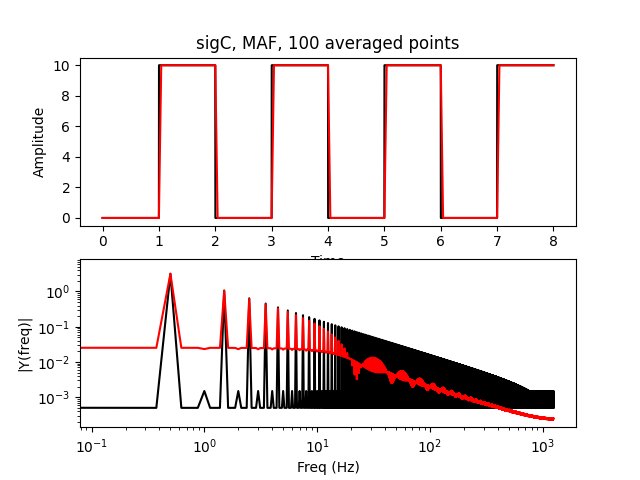 sigC, MAF, 100 averaged points
10
8
6
4
2
0
Amplitude
0 1 2 3 4 5 6 7 8
10⁰
10⁻¹
10⁻²
10⁻³
|Y(freq)|
10⁻¹ 10⁰ 10¹ 10² 10³
Freq (Hz)